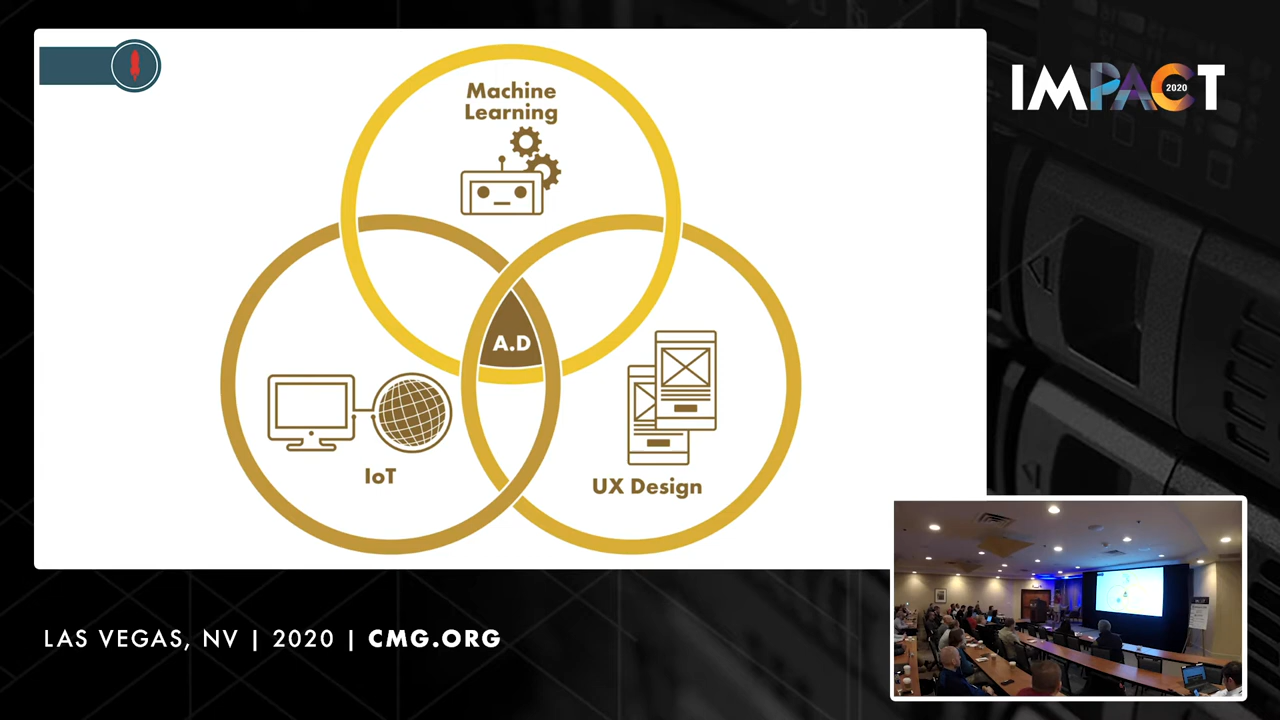 Machine
Learning
IMPACT
2020
A.D
IoT
UX Design
LAS VEGAS, NV | 2020 | CMG.ORG